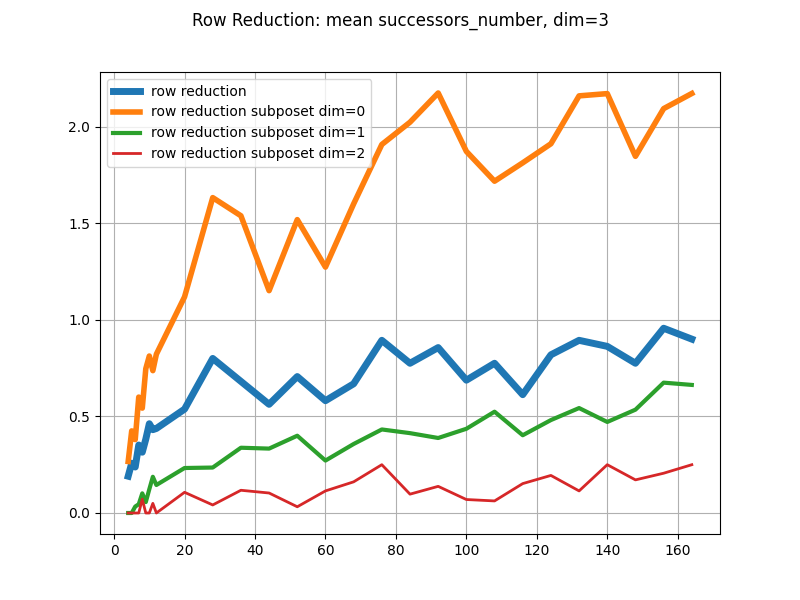 Row Reduction: mean successors_number, dim=3
row reduction
row reduction subposet dim=0
row reduction subposet dim=1
row reduction subposet dim=2
2.0
1.5
1.0
0.5
0.0
0 20 40 60 80 100 120 140 160